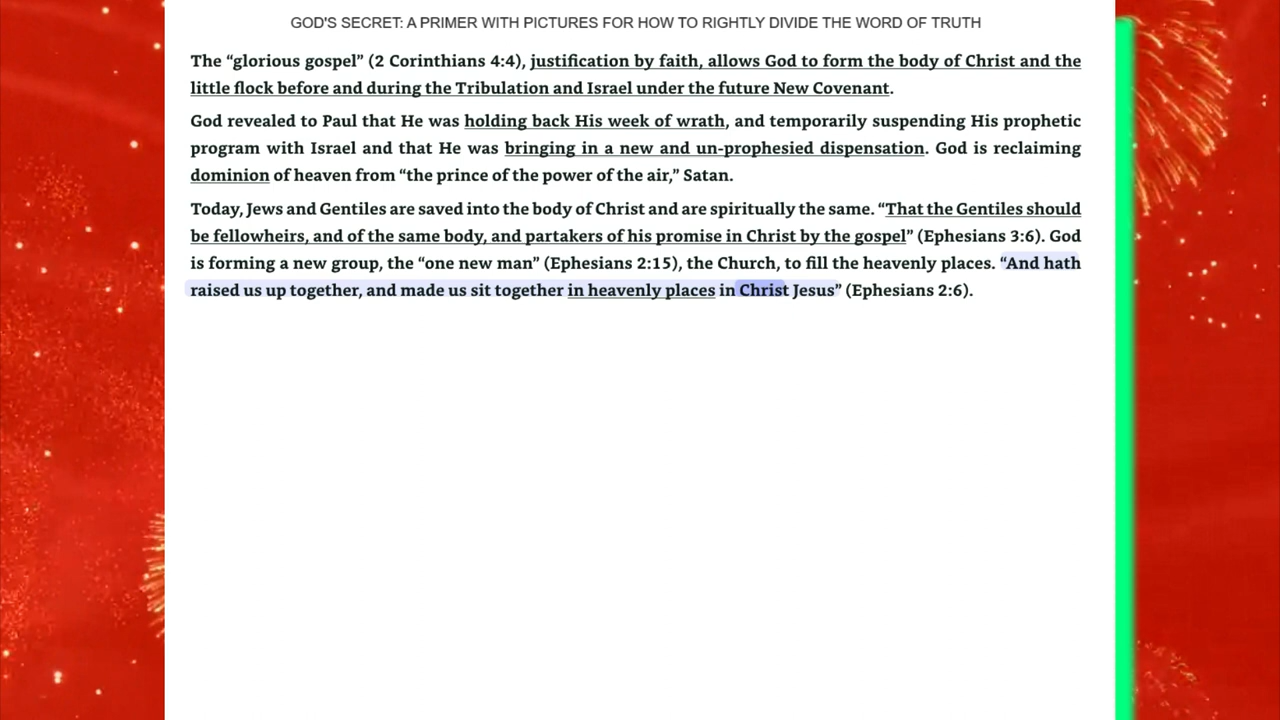 GOD'S SECRET: A PRIMER WITH PICTURES FOR HOW TO RIGHTLY DIVIDE THE WORD OF TRUTH
The “glorious gospel” (2 Corinthians 4:4), justification by faith, allows God to form the body of Christ and the
little flock before and during the Tribulation and Israel under the future New Covenant.
God revealed to Paul that He was holding back His week of wrath, and temporarily suspending His prophetic
program with Israel and that He was bringing in a new and un-prophesied dispensation. God is reclaiming
dominion of heaven from “the prince of the power of the air,” Satan.
Today, Jews and Gentiles are saved into the body of Christ and are spiritually the same. “That the Gentiles should
be fellowheirs, and of the same body, and partakers of his promise in Christ by the gospel” (Ephesians 3:6). God
is forming a new group, the “one new man” (Ephesians 2:15), the Church, to fill the heavenly places. “And hath
raised us up together, and made us sit together in heavenly places in Christ Jesus” (Ephesians 2:6).